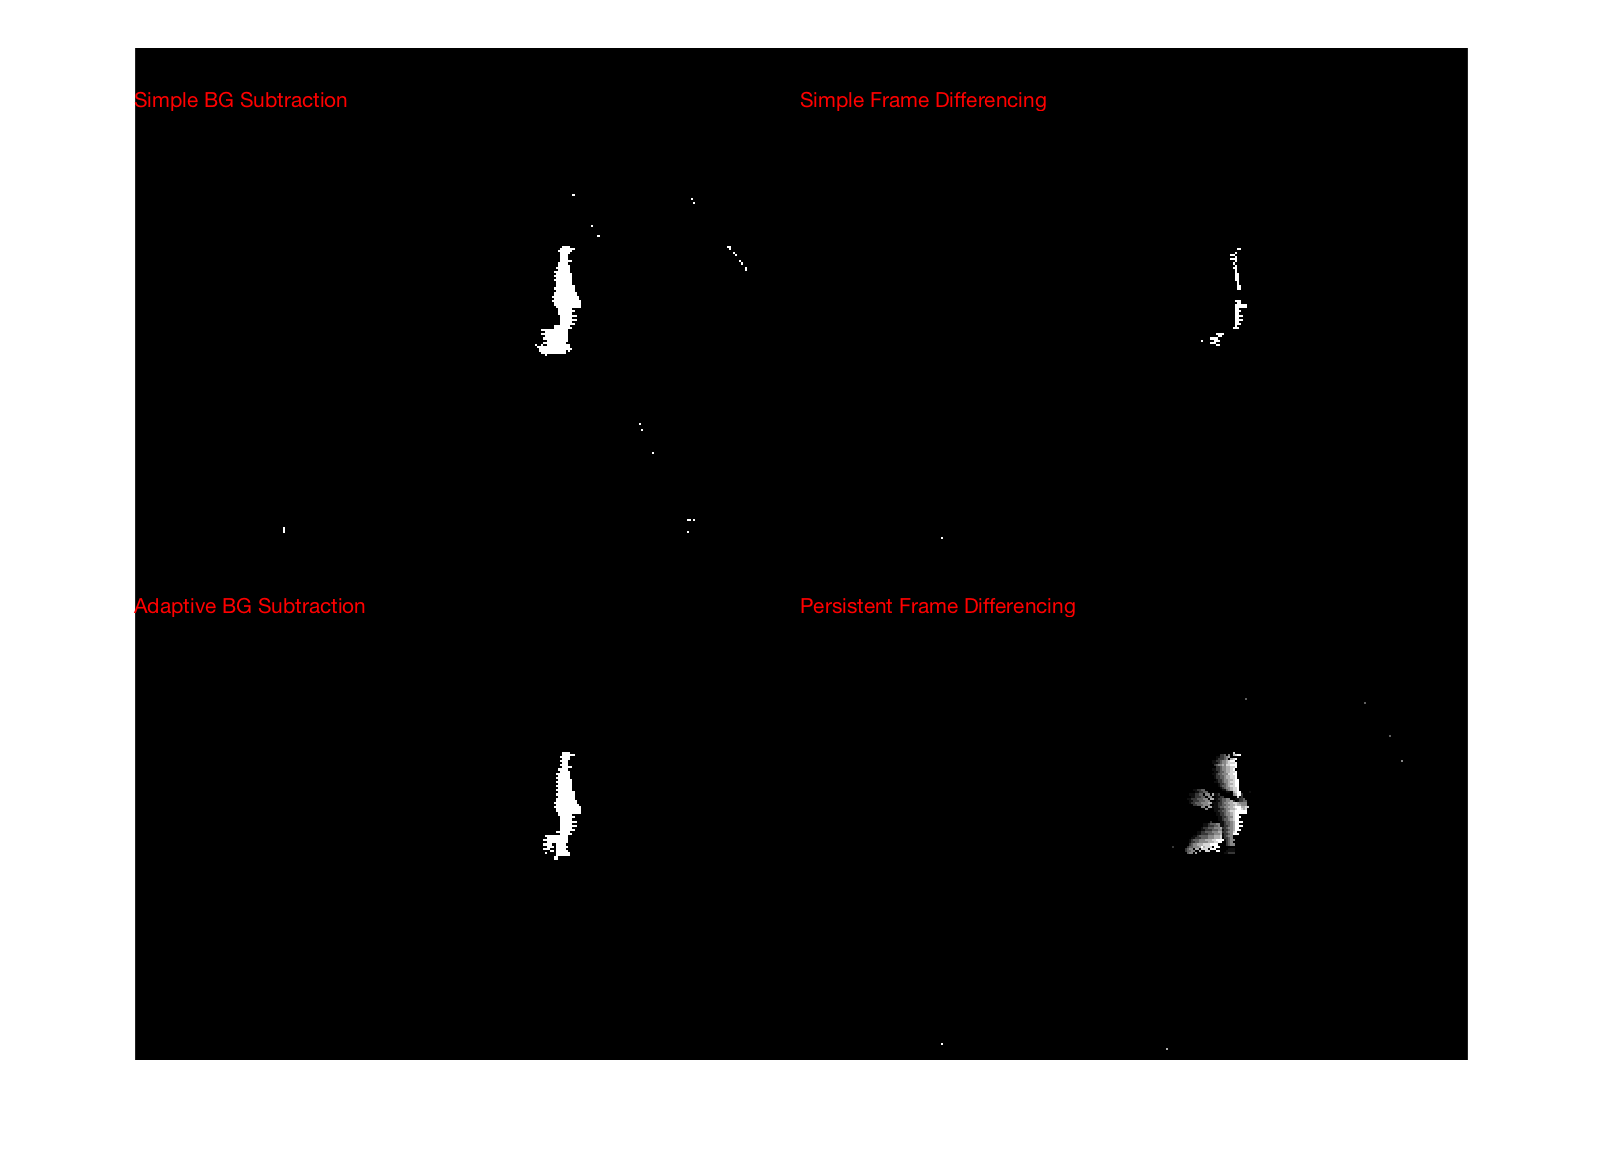 Simple BG Subtraction
Simple Frame Differencing
Adaptive BG Subtraction
Persistent Frame Differencing